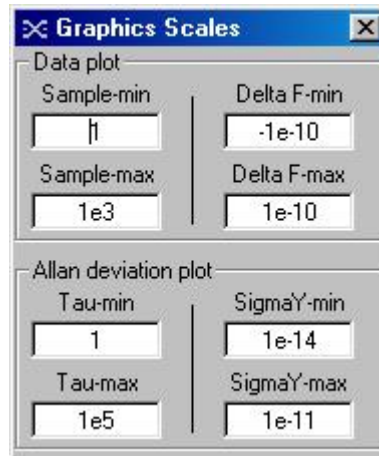 Graphics Scales
Data plot
Sample-min
Delta F-min
1
-1e-10
Sample-max
Delta F-max
1e3
1e-10
Allan deviation plot
Tau-min
SigmaY-min
1
1e-14
Tau-max
SigmaY-max
1e5
1e-11